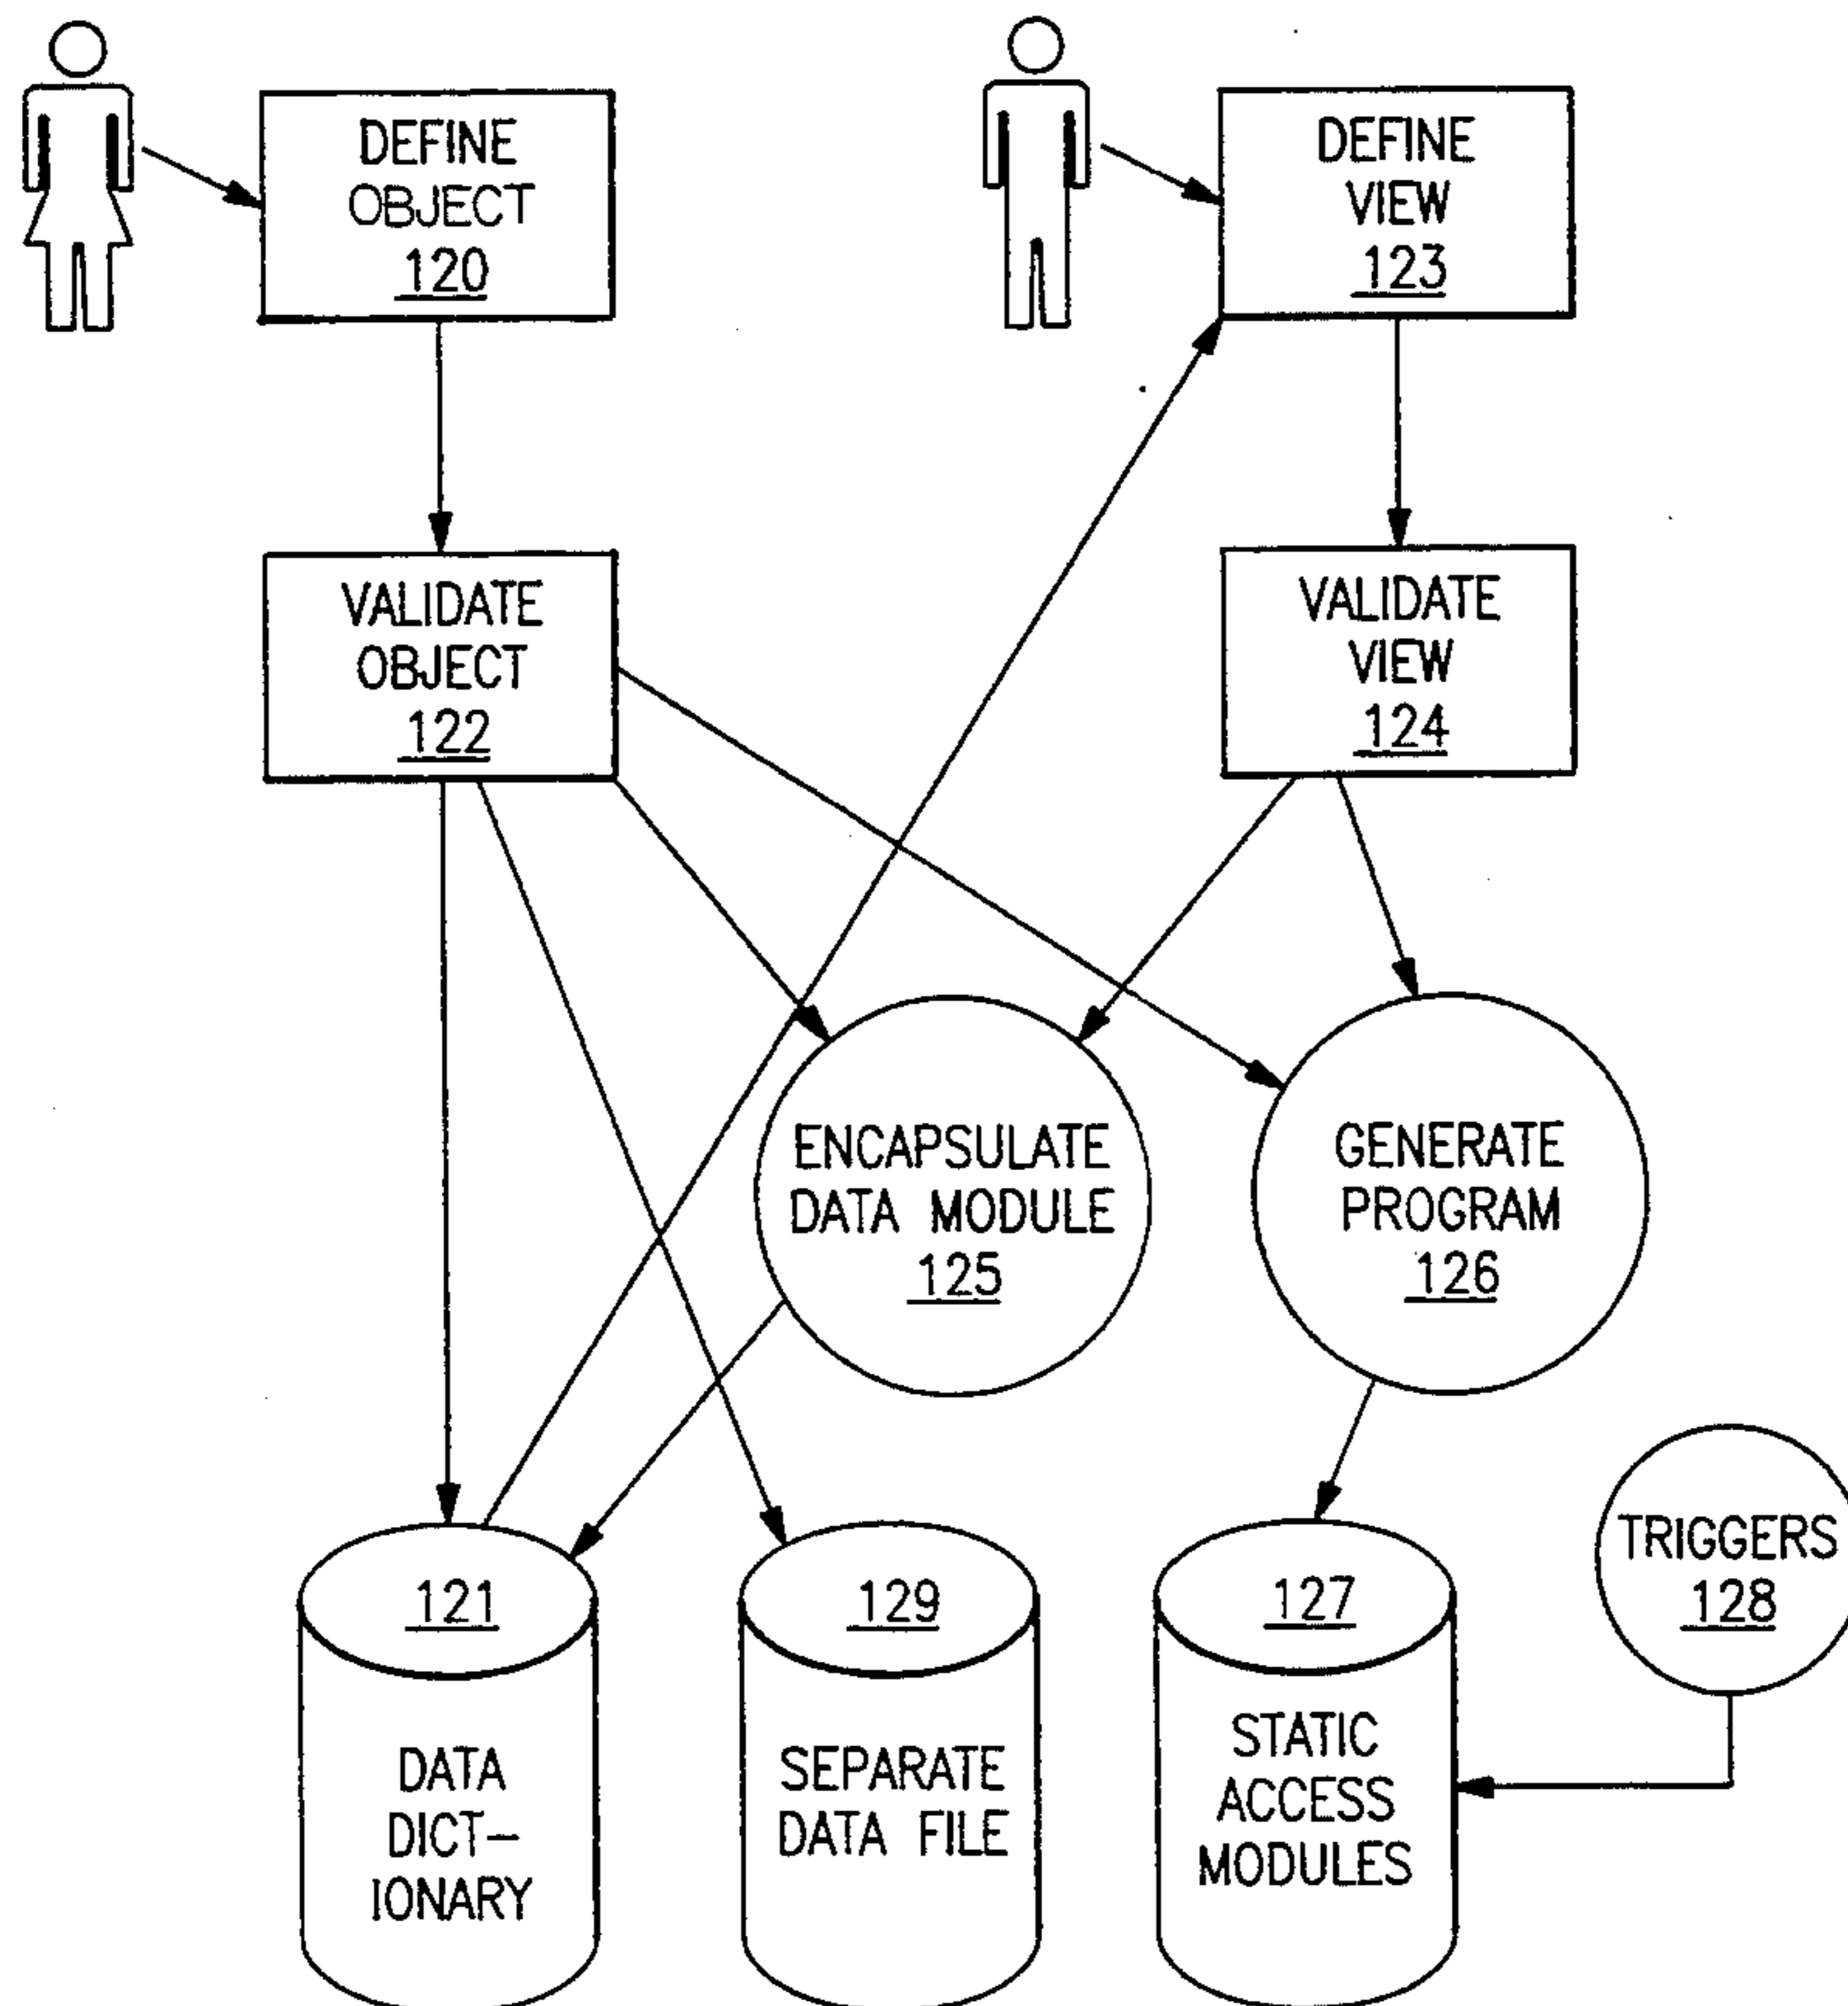 DEFINE
OBJECT
120
DEFINE
VIEW
123
VALIDATE
OBJECT
122
VALIDATE
VIEW
124
ENCAPSULATE
DATA MODULE
125
GENERATE
PROGRAM
126
TRIGGERS
128
121
DATA
DICT-
IONARY
129
SEPARATE
DATA FILE
127
STATIC
ACCESS
MODULES